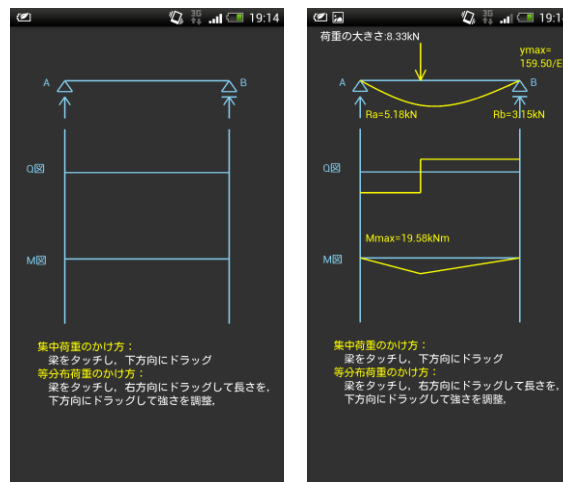 3G 19:14
A B
Q図
M図
集中荷重のかけ方：
梁をタッチし，下方向にドラッグ
等分布荷重のかけ方：
梁をタッチし，右方向にドラッグして長さを，
下方向にドラッグして強さを調整．
3G 19:1
荷重の大きさ:8.33kN
ymax=
159.50/E
A B
Ra=5.18kN Rb=3.15kN
Q図
Mmax=19.58kNm
M図
集中荷重のかけ方：
梁をタッチし，下方向にドラッグ
等分布荷重のかけ方：
梁をタッチし，右方向にドラッグして長さを，
下方向にドラッグして強さを調整．